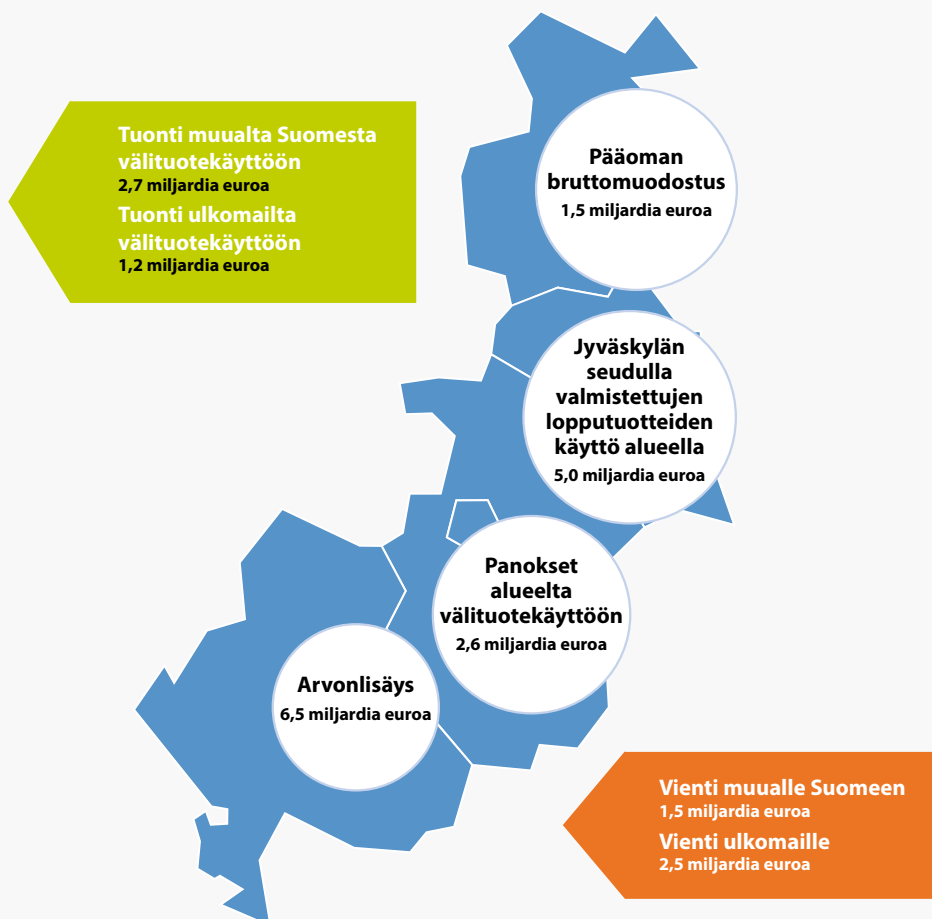 Tuonti muualta Suomesta
välituotekäyttöön
2,7 miljardia euroa
Tuonti ulkomailta
välituotekäyttöön
1,2 miljardia euroa
Pääoman
bruttomuodostus
1,5 miljardia euroa
Jyväskylän
seudulla
valmistettujen
lopputuotteiden
käyttö alueella
5,0 miljardia euroa
Panokset
alueelta
välituotekäyttöön
2,6 miljardia euroa
Arvonlisäys
6,5 miljardia euroa
Vienti muualle Suomeen
1,5 miljardia euroa
Vienti ulkomaille
2,5 miljardia euroa